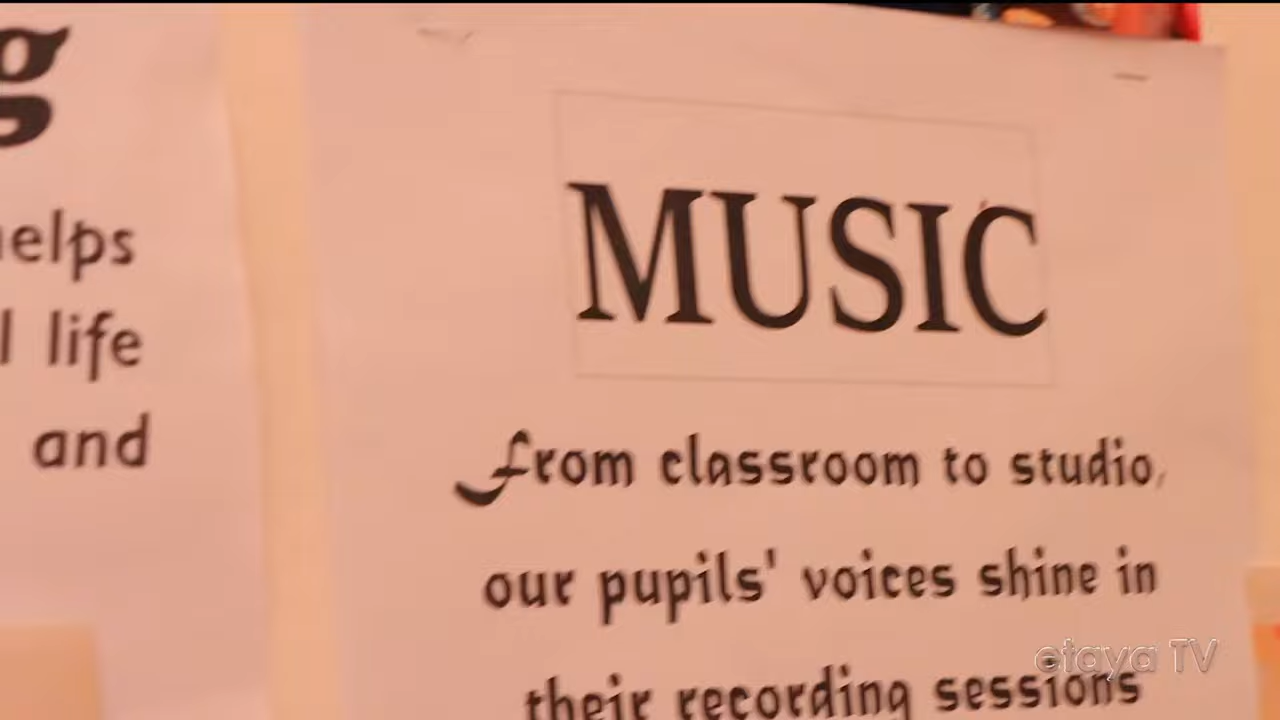 g
elps
l life
and
MUSIC
From classroom to studio,
our pupils' voices shine in
their recording sessions
etaya TV